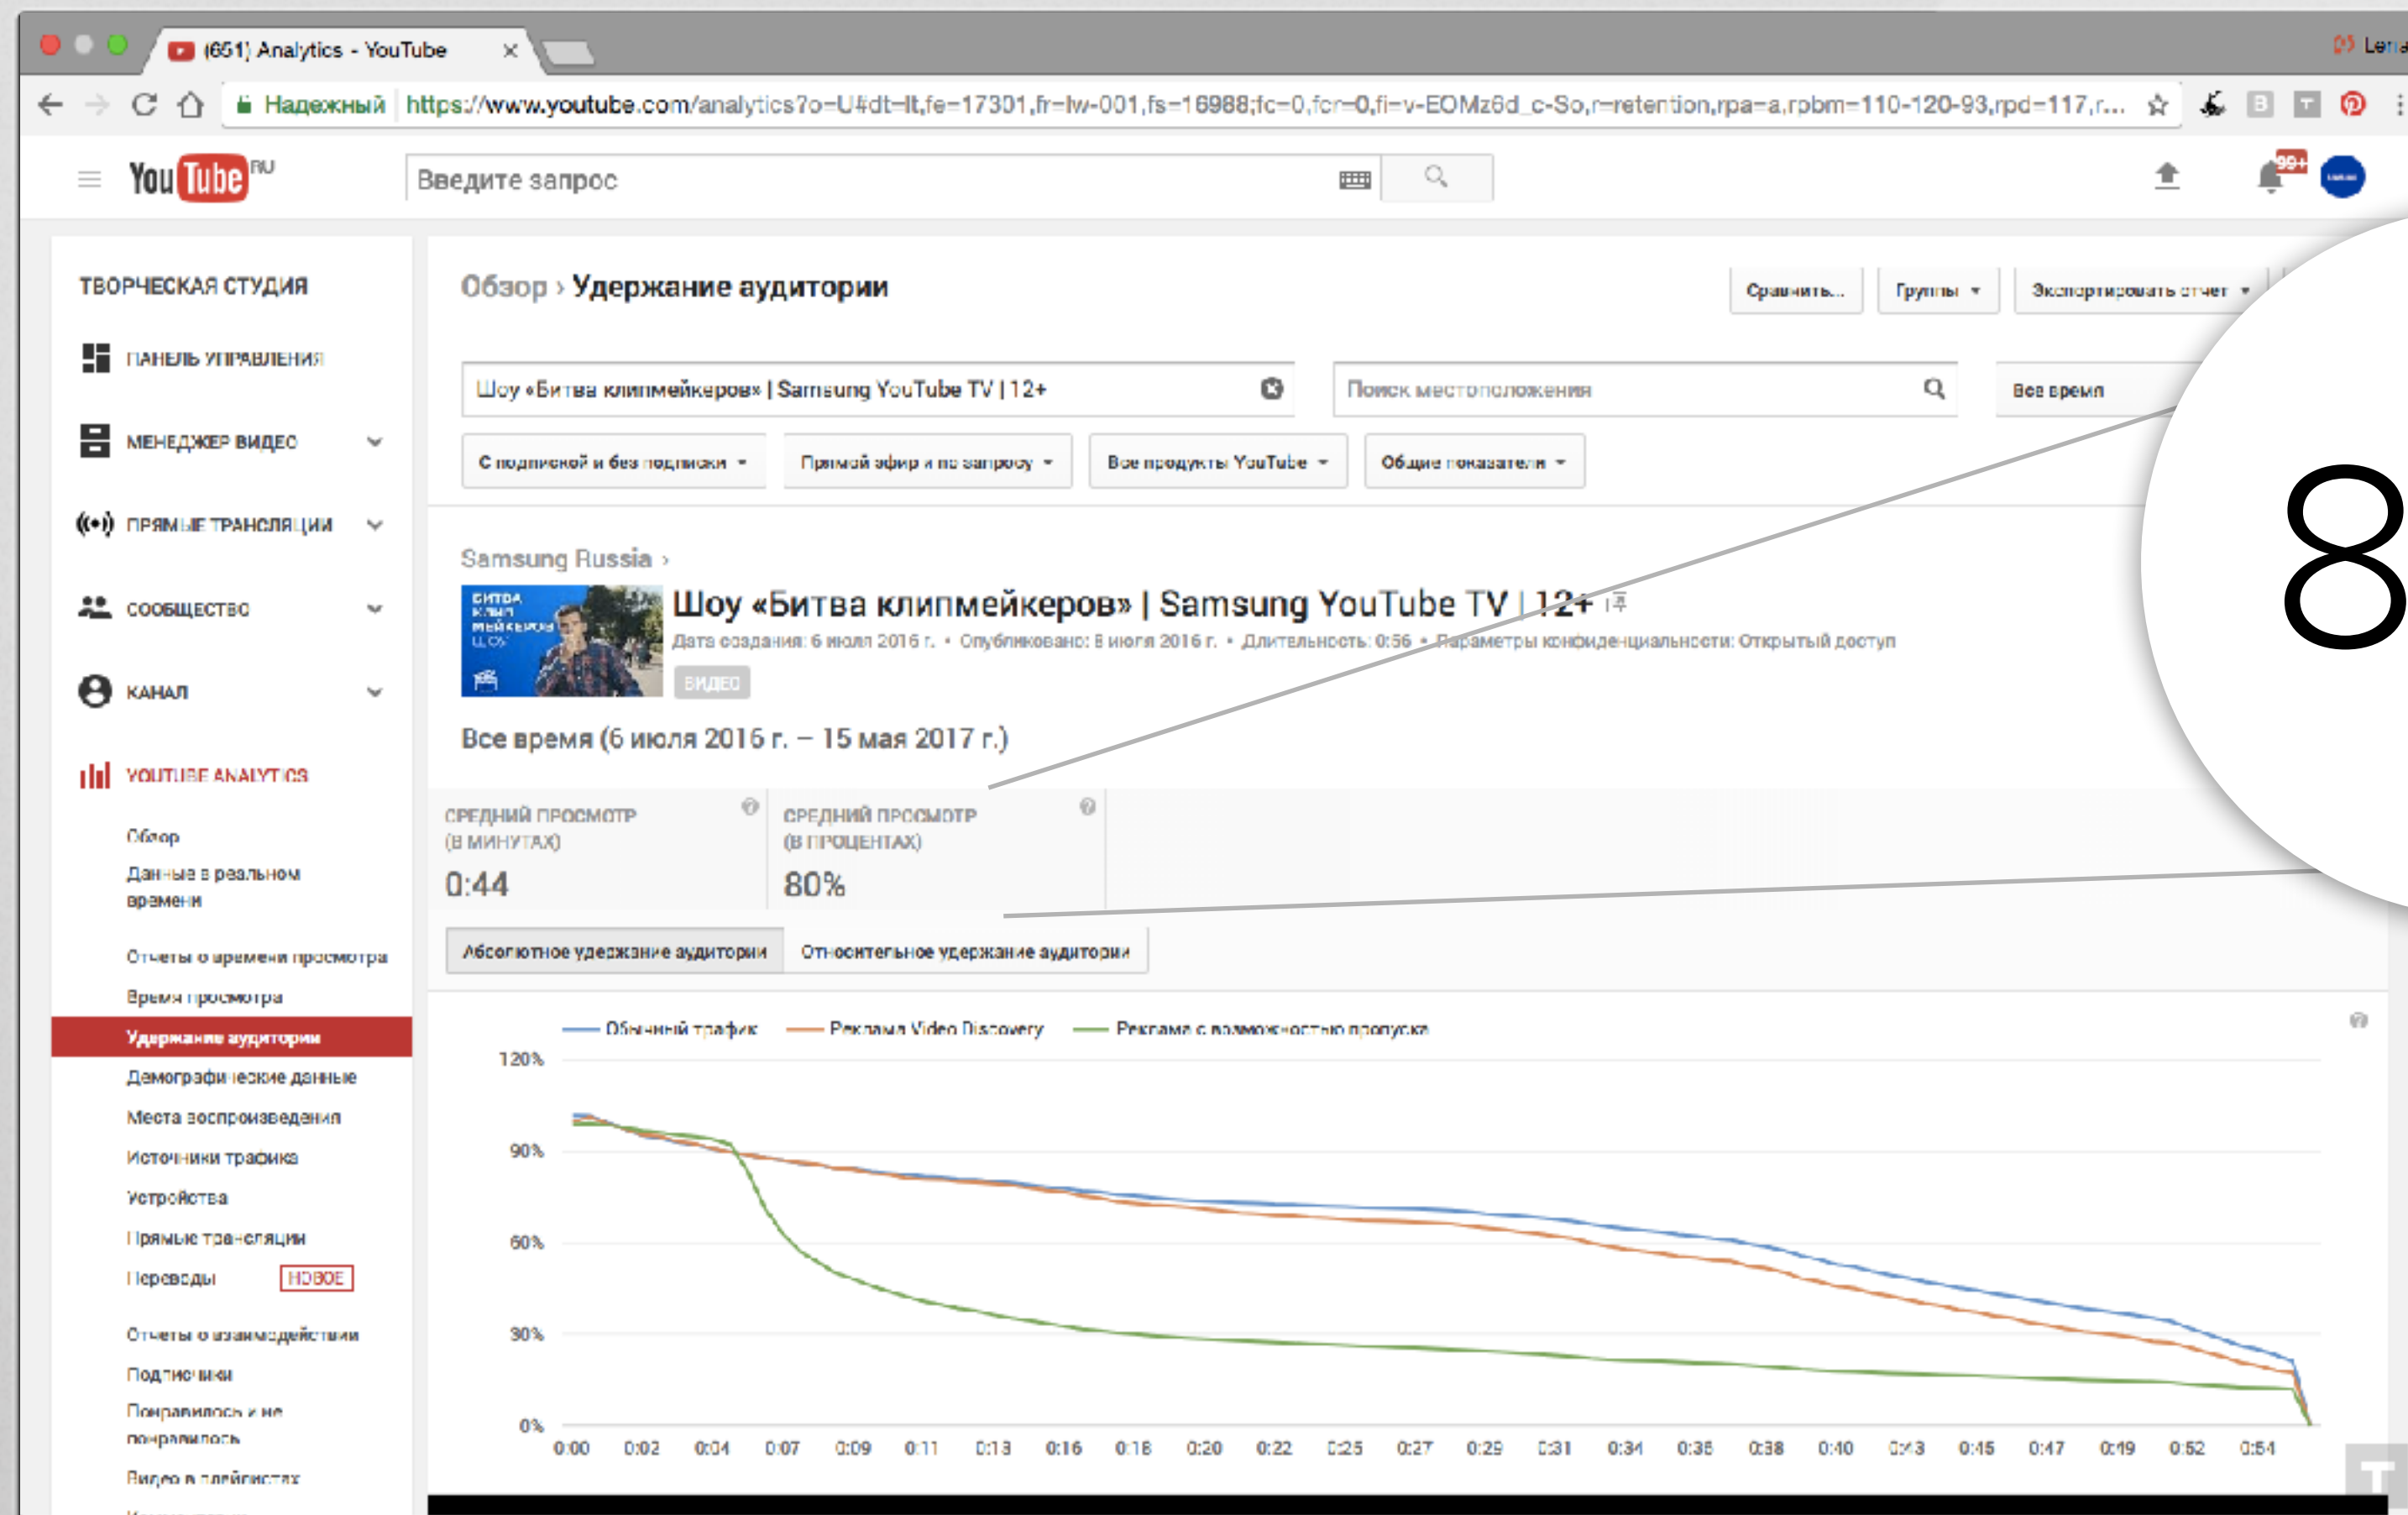 (651) Analytics - YouTube
Lena
Надежный https://www.youtube.com/analytics?o=U#dt=lt,fe=17301,fr=lw-001,fs=16988;fc=0,fcr=0,fi=v-EOMz6d_c-So,r=retention,rpa=a,rpbm=110-120-93,rpd=117,r...
YouTube RU
Введите запрос
99+
ТВОРЧЕСКАЯ СТУДИЯ
ПАНЕЛЬ УПРАВЛЕНИЯ
МЕНЕДЖЕР ВИДЕО
ПРЯМЫЕ ТРАНСЛЯЦИИ
СООБЩЕСТВО
КАНАЛ
YOUTUBE ANALYTICS
Обзор
Данные в реальном
времени
Отчеты о времени просмотра
Время просмотра
Удержание аудитории
Демографические данные
Места воспроизведения
Источники трафика
Устройства
Прямые трансляции
Переводы НОВОЕ
Отчеты о взаимодействии
Подписчики
Понравилось и не
понравилось
Видео в плейлистах
Обзор › Удержание аудитории
Сравнить... Группы Экспортировать отчет
Шоу «Битва клипмейкеров» | Samsung YouTube TV | 12+
Поиск местоположения
Все время
С подпиской и без подписки Прямой эфир и по запросу Все продукты YouTube Общие показатели
8
Samsung Russia ›
БИТВА
КЛИП
МЕЙКЕРОВ
ШОУ
Шоу «Битва клипмейкеров» | Samsung YouTube TV | 12+
Дата создания: 6 июля 2016 г. • Опубликовано: 8 июля 2016 г. • Длительность: 0:56 • Параметры конфиденциальности: Открытый доступ
ВИДЕО
Все время (6 июля 2016 г. – 15 мая 2017 г.)
СРЕДНИЙ ПРОСМОТР
(В МИНУТАХ)
0:44
СРЕДНИЙ ПРОСМОТР
(В ПРОЦЕНТАХ)
80%
Абсолютное удержание аудитории Относительное удержание аудитории
Обычный трафик Реклама Video Discovery Реклама с возможностью пропуска
120%
90%
60%
30%
0%
0:00 0:02 0:04 0:07 0:09 0:11 0:13 0:16 0:18 0:20 0:22 0:25 0:27 0:29 0:31 0:34 0:36 0:38 0:40 0:43 0:45 0:47 0:49 0:52 0:54
T